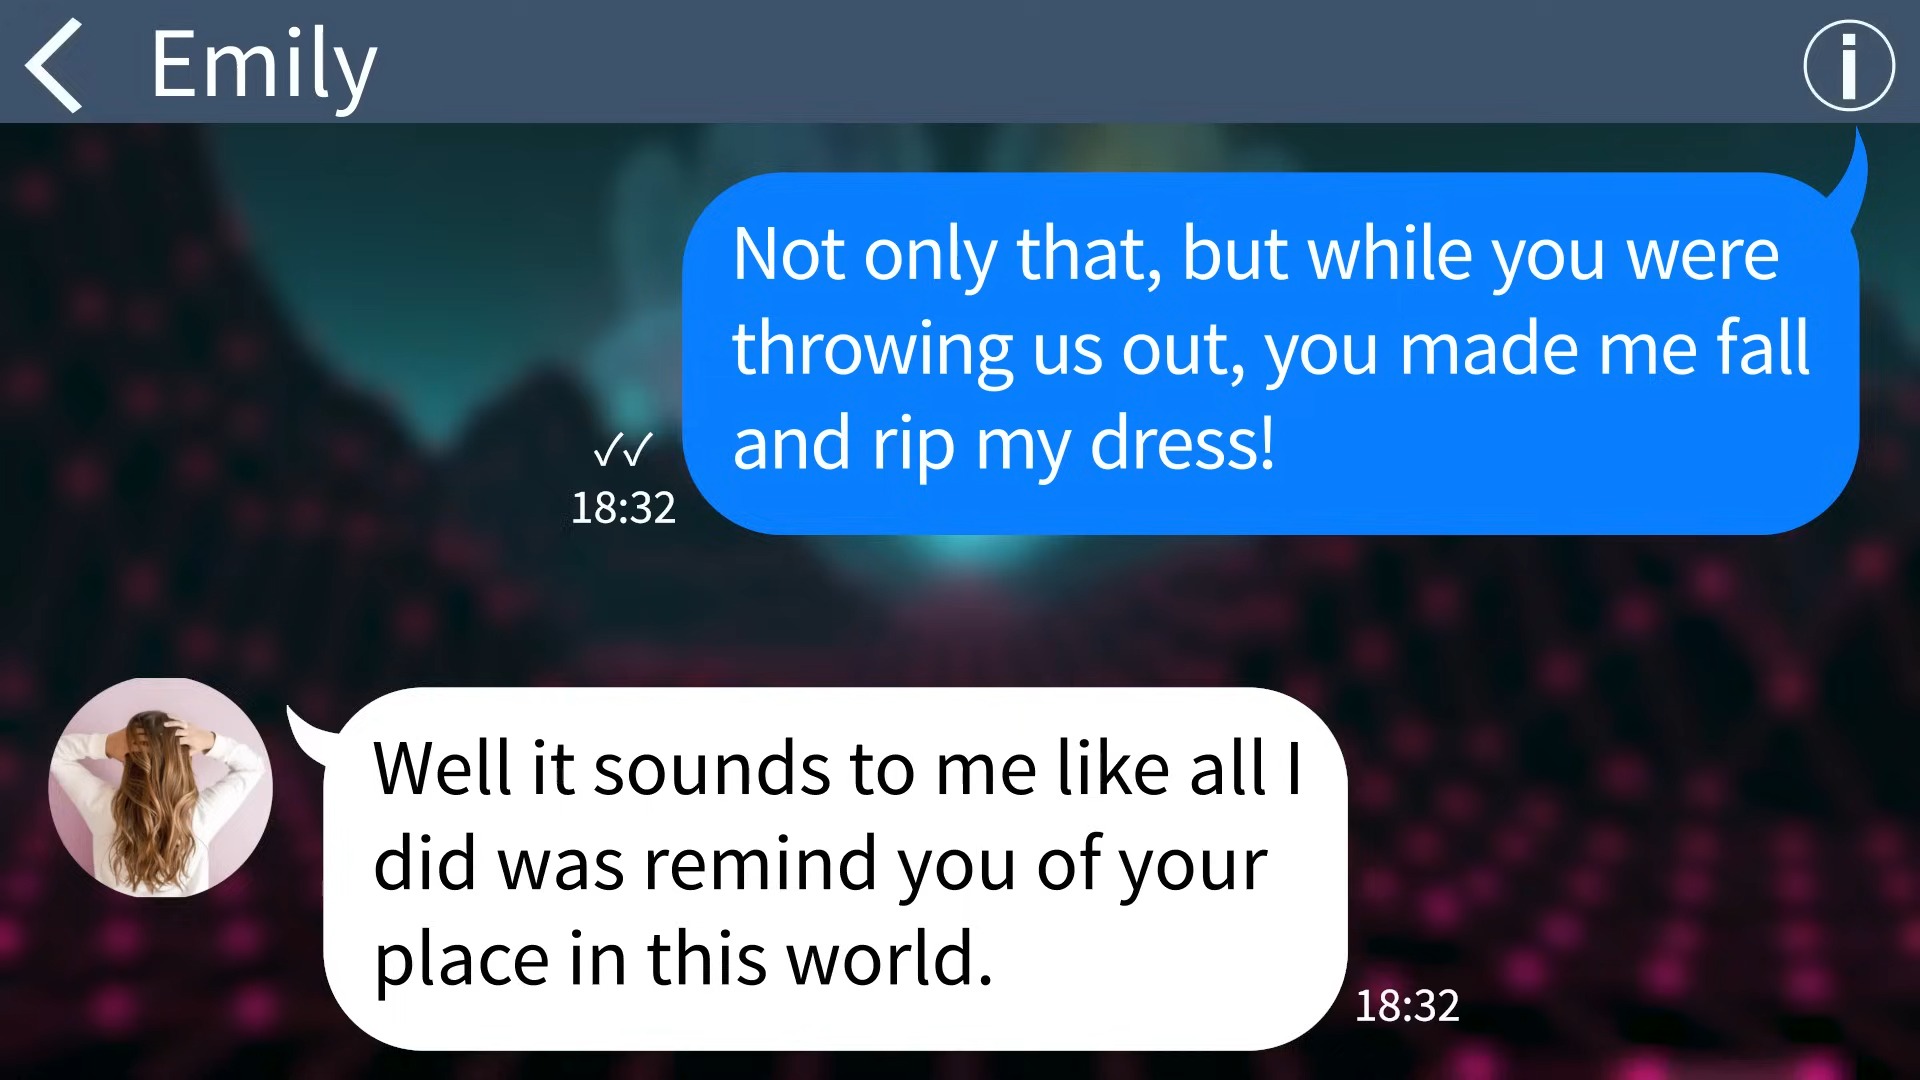 Emily
Not only that, but while you were
throwing us out, you made me fall
and rip my dress!
✓✓
18:32
Well it sounds to me like all I
did was remind you of your
place in this world.
18:32